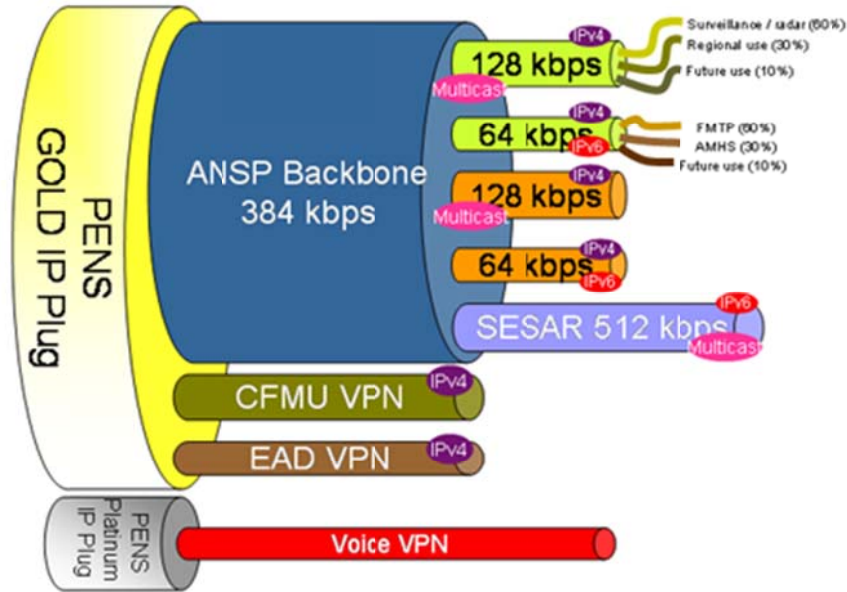 PENS
GOLD IP Plug
ANSP Backbone
384 kbps
IPv4
128 kbps
Multicast
Surveillance / radar (60%)
Regional use (30%)
Future use (10%)
IPv4
64 kbps
IPv6
FMTP (60%)
AMHS (30%)
Future use (10%)
IPv4
128 kbps
Multicast
IPv4
64 kbps
IPv6
IPv6
SESAR 512 kbps
Multicast
IPv4
CFMU VPN
IPv4
EAD VPN
PENS
Platinum
IP Plug
Voice VPN